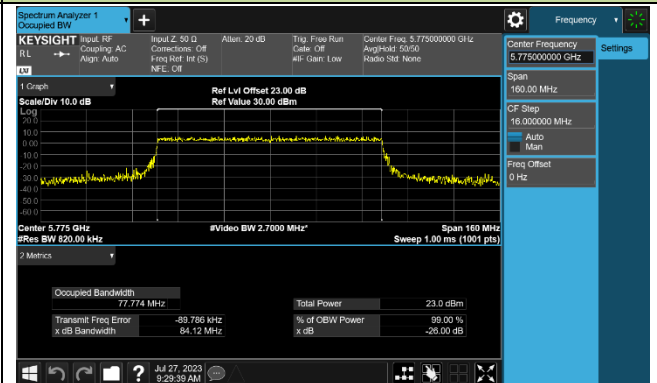 Spectrum Analyzer 1
Occupied BW
Frequency
KEYSIGHT
RL
LXI
Input: RF
Coupling: AC
Align: Auto
Input Z: 50 Ω
Corrections: Off
Freq Ref: Int (S)
NFE: Off
Atten: 20 dB
Trig: Free Run
Gate: Off
#IF Gain: Low
Center Freq: 5.775000000 GHz
Avg|Hold: 50/50
Radio Std: None
Center Frequency
5.775000000 GHz
Settings
Span
160.00 MHz
CF Step
16.000000 MHz
Auto
Man
Freq Offset
0 Hz
1 Graph
Scale/Div 10.0 dB
Ref Lvl Offset 23.00 dB
Ref Value 30.00 dBm
Log
20.0
10.0
0.00
-10.0
-20.0
-30.0
-40.0
-50.0
-60.0
Center 5.775 GHz
#Video BW 2.7000 MHz*
Span 160 MHz
#Res BW 820.00 kHz
Sweep 1.00 ms (1001 pts)
2 Metrics
Occupied Bandwidth
77.774 MHz
Total Power 23.0 dBm
Transmit Freq Error -89.786 kHz
% of OBW Power 99.00 %
x dB Bandwidth 84.12 MHz
x dB -26.00 dB
?
Jul 27, 2023
9:29:39 AM